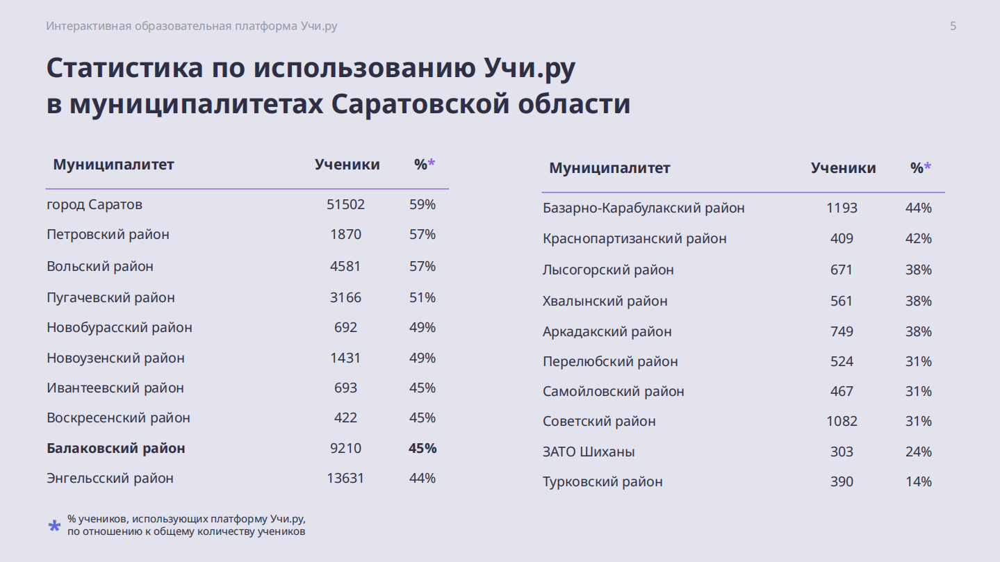 Интерактивная образовательная платформа Учи.ру
5
Статистика по использованию Учи.ру
в муниципалитетах Саратовской области
Муниципалитет Ученики %*
город Саратов 51502 59%
Петровский район 1870 57%
Вольский район 4581 57%
Пугачевский район 3166 51%
Новобурасский район 692 49%
Новоузенский район 1431 49%
Ивантеевский район 693 45%
Воскресенский район 422 45%
Балаковский район 9210 45%
Энгельсский район 13631 44%
Муниципалитет Ученики %*
Базарно-Карабулакский район 1193 44%
Краснопартизанский район 409 42%
Лысогорский район 671 38%
Хвалынский район 561 38%
Аркадакский район 749 38%
Перелюбский район 524 31%
Самойловский район 467 31%
Советский район 1082 31%
ЗАТО Шиханы 303 24%
Турковский район 390 14%
* % учеников, использующих платформу Учи.ру,
по отношению к общему количеству учеников